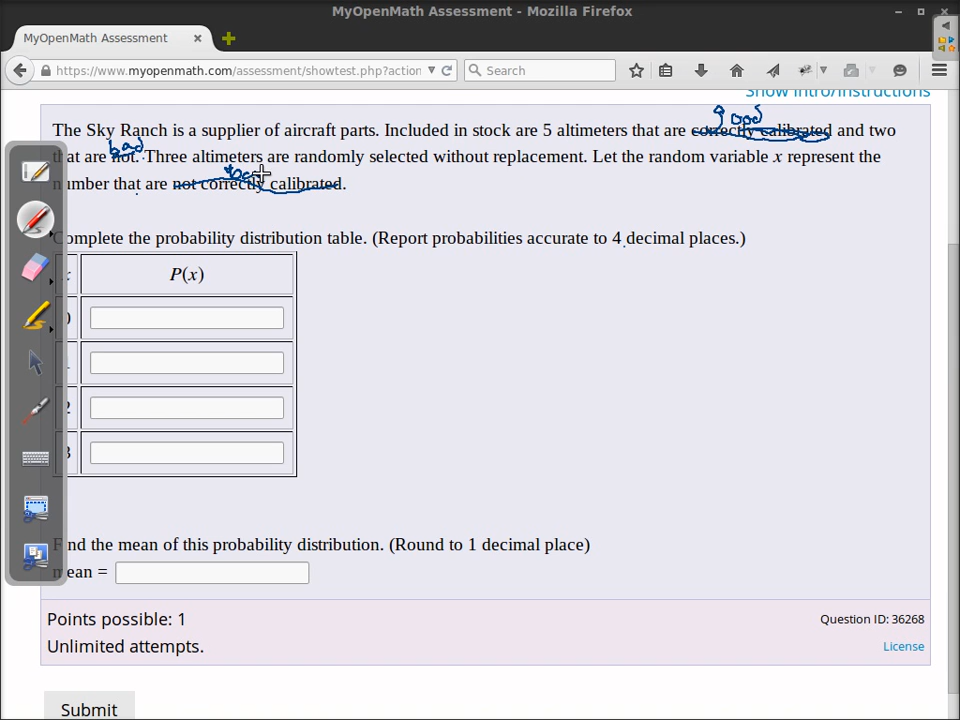 MyOpenMath Assessment - Mozilla Firefox
MyOpenMath Assessment
https://www.myopenmath.com/assessment/showtest.php?action
Search
Show Intro/Instructions
good
The Sky Ranch is a supplier of aircraft parts. Included in stock are 5 altimeters that are correctly calibrated and two
bad
that are not. Three altimeters are randomly selected without replacement. Let the random variable x represent the
number that are not correctly calibrated.
Complete the probability distribution table. (Report probabilities accurate to 4 decimal places.)
x P(x)
0
2
3
Find the mean of this probability distribution. (Round to 1 decimal place)
mean =
Points possible: 1
Question ID: 36268
Unlimited attempts.
License
Submit